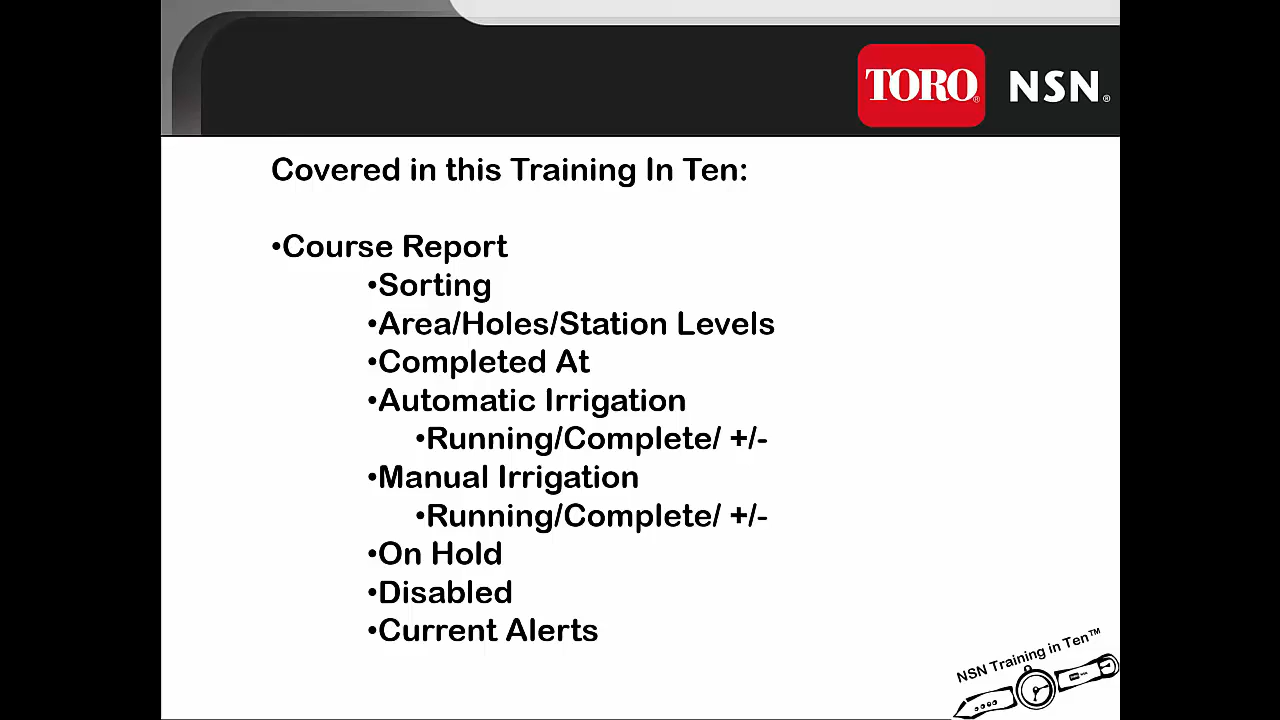 TORO® NSN®
Covered in this Training In Ten:
•Course Report
•Sorting
•Area/Holes/Station Levels
•Completed At
•Automatic Irrigation
•Running/Complete/ +/-
•Manual Irrigation
•Running/Complete/ +/-
•On Hold
•Disabled
•Current Alerts
NSN Training in Ten™